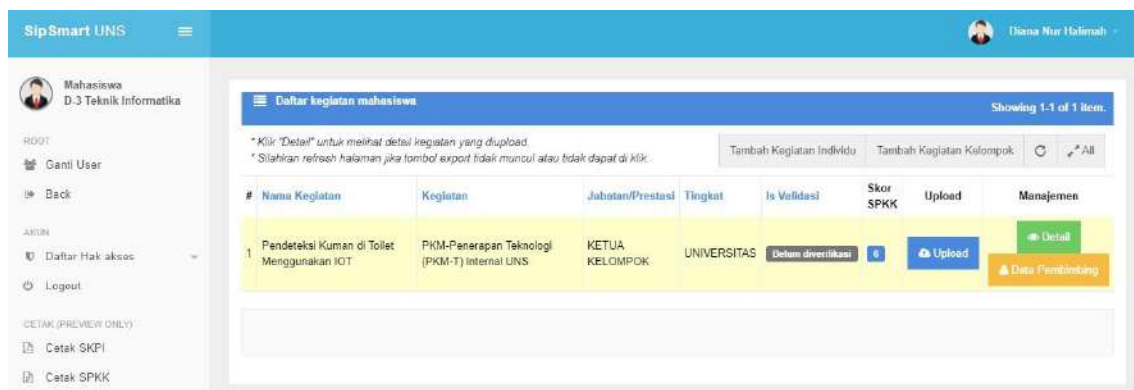 SipSmart UNS
Diana Nur Halimah
Mahasiswa
D-3 Teknik Informatika
ROOT
Ganti User
Back
AKUN
Daftar Hak akses
Logout
CETAK (PREVIEW ONLY)
Cetak SKPI
Cetak SPKK
Daftar kegiatan mahasiswa
Showing 1-1 of 1 item.
* Klik "Detail" untuk melihat detail kegiatan yang diupload.
* Silahkan refresh halaman jika tombol export tidak muncul atau tidak dapat di klik.
Tambah Kegiatan Individu
Tambah Kegiatan Kelompok
All
# Nama Kegiatan Kegiatan Jabatan/Prestasi Tingkat Is Validasi Skor SPKK Upload Manajemen
1 Pendeteksi Kuman di Toilet Menggunakan IOT
PKM-Penerapan Teknologi (PKM-T) Internal UNS
KETUA KELOMPOK
UNIVERSITAS
Belum diverifikasi
6
Upload
Detail
Data Pembimbing